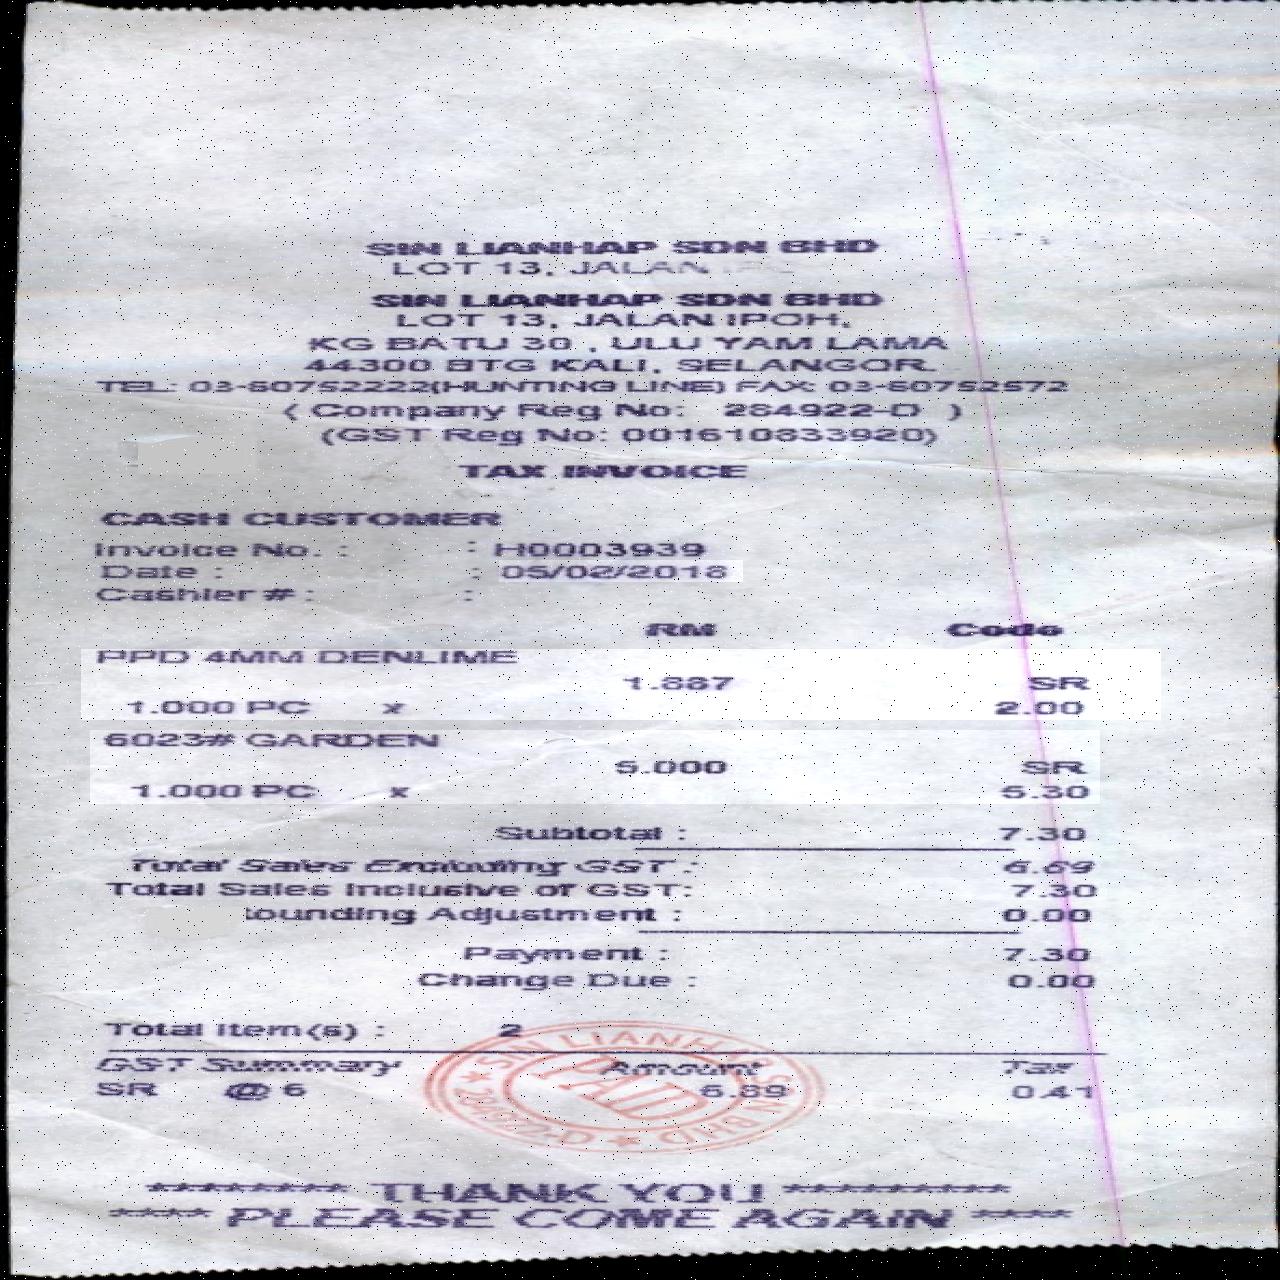 SIN LIANHAP SDN BHD
LOT 13, JALAN
SIN LIANHAP SDN BHD
LOT 13, JALAN IPOH,
KG BATU 30 , ULU YAM LAMA
44300 BTG KALI, SELANGOR.
TEL: 03-60752222(HUNTING LINE) FAX: 03-60752572
( Company Reg No: 284922-D )
(GST Reg No: 001610833920)
TAX INVOICE
CASH CUSTOMER
Invoice No. : : H0003939
Date : : 05/02/2018
Cashier # : :
RM Code
PPD 4MM DENLIME
1.887 SR
1.000 PC x 2.00
6023# GARDEN
5.000 SR
1.000 PC x 5.30
Subtotal : 7.30
Total Sales Excluding GST : 6.89
Total Sales Inclusive of GST: 7.30
ounding Adjustment : 0.00
Payment : 7.30
Change Due : 0.00
Total Item(s) : 2
GST Summary Amount Tax
SR @ 6 6.89 0.41
SIN LIANHAP SDN BHD
PAID
284922-D
********* THANK YOU **********
**** PLEASE COME AGAIN ****